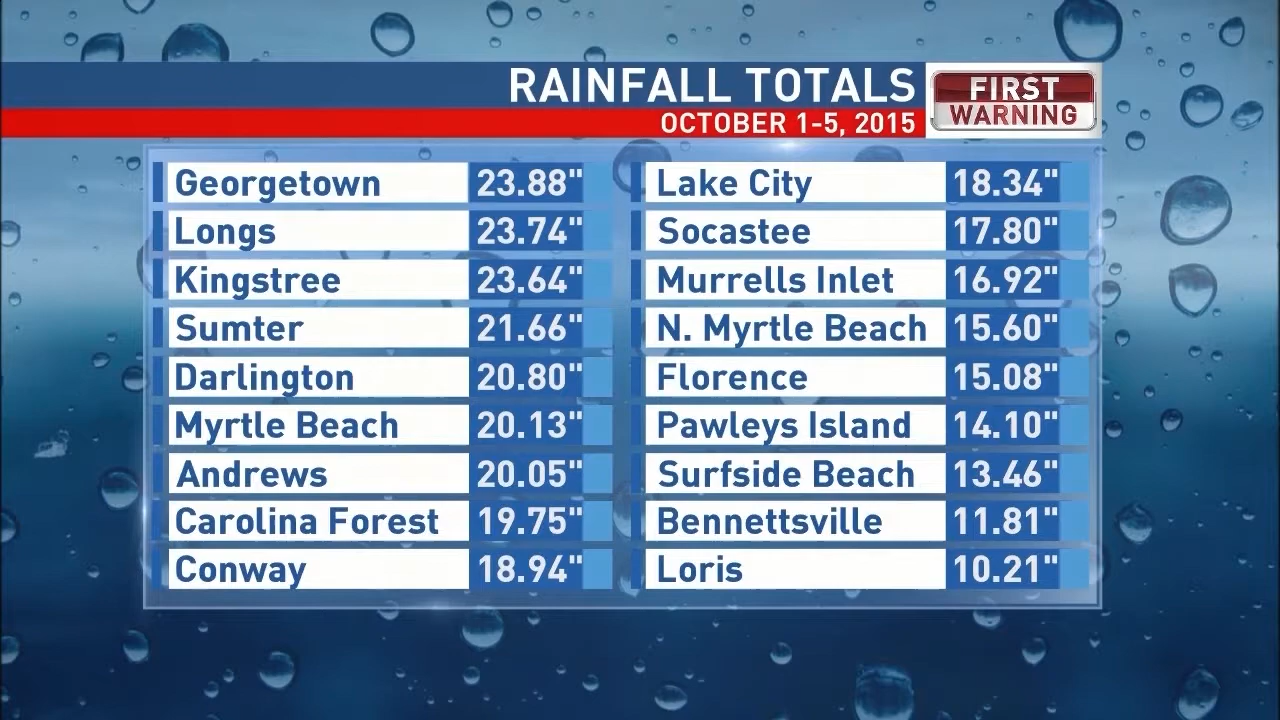 RAINFALL TOTALS
OCTOBER 1-5, 2015
FIRST
WARNING
Georgetown 23.88"
Longs 23.74"
Kingstree 23.64"
Sumter 21.66"
Darlington 20.80"
Myrtle Beach 20.13"
Andrews 20.05"
Carolina Forest 19.75"
Conway 18.94"
Lake City 18.34"
Socastee 17.80"
Murrells Inlet 16.92"
N. Myrtle Beach 15.60"
Florence 15.08"
Pawleys Island 14.10"
Surfside Beach 13.46"
Bennettsville 11.81"
Loris 10.21"